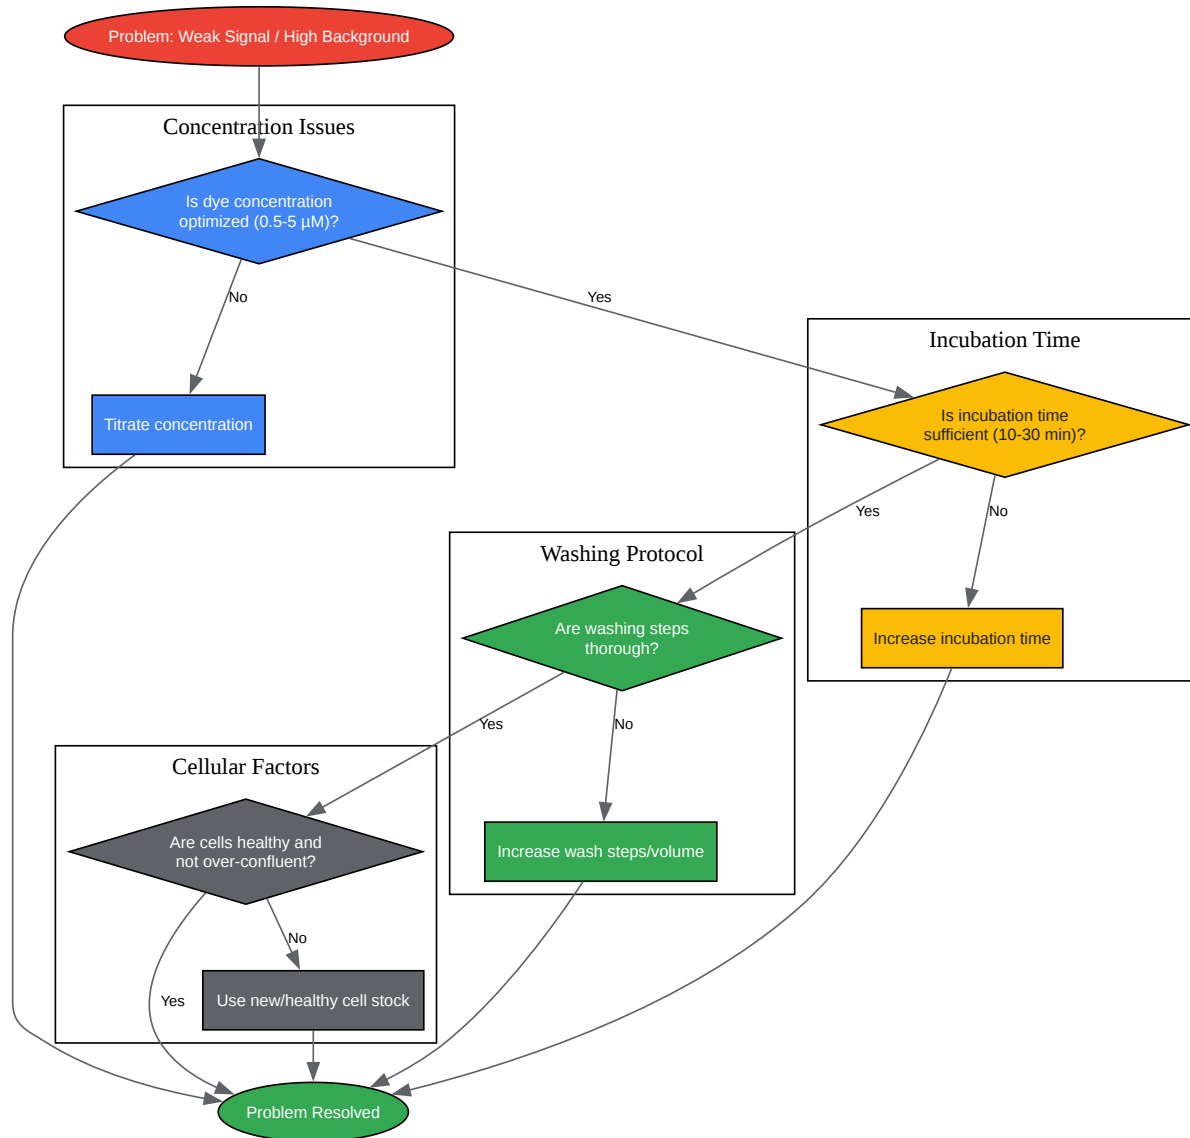 Problem: Weak Signal / High Background
Concentration Issues
Is dye concentration
optimized (0.5-5 µM)?
No
Yes
Titrate concentration
Incubation Time
Is incubation time
sufficient (10-30 min)?
Yes
No
Increase incubation time
Washing Protocol
Are washing steps
thorough?
Yes
No
Increase wash steps/volume
Cellular Factors
Are cells healthy and
not over-confluent?
No
Yes
Use new/healthy cell stock
Problem Resolved